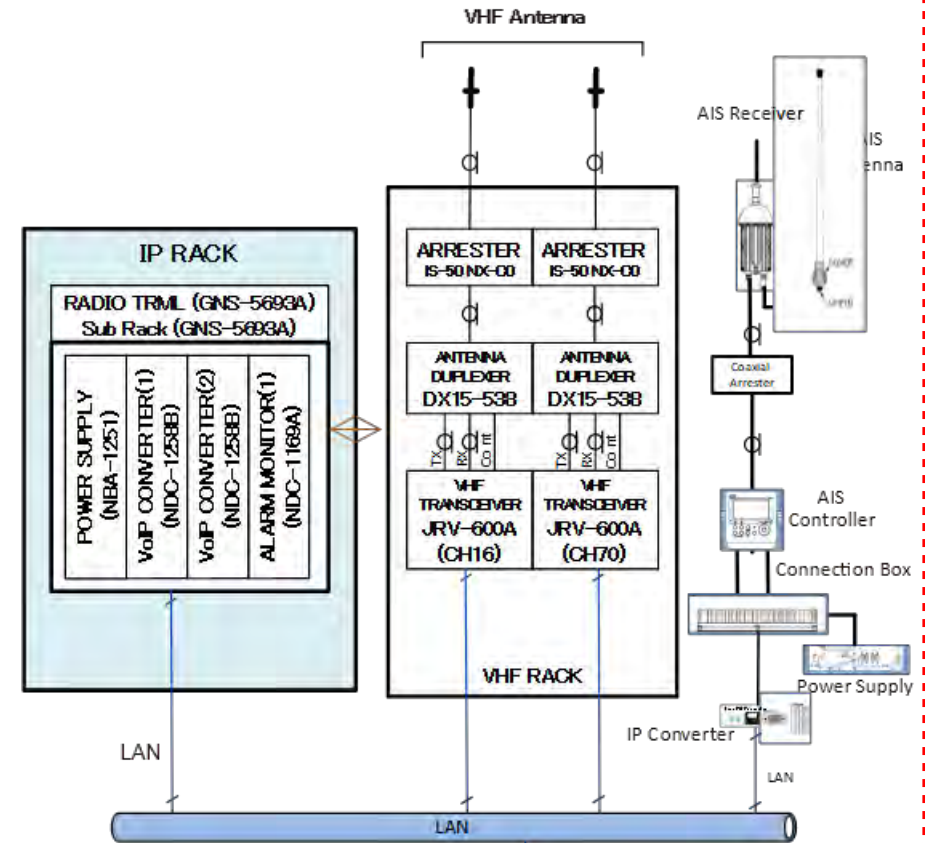 VHF Antenna
AIS Receiver
AIS
enna
IP RACK
RADIO TRML (GNS-5693A)
Sub Rack (GNS-5693A)
POWER SUPPLY
(NBA-1251)
VoIP CONVERTER(1)
(NDC-1258B)
VoIP CONVERTER(2)
(NDC-1258B)
ALARM MONITOR(1)
(NDC-1169A)
ARRESTER
IS-50NX-C0
ARRESTER
IS-50NX-C0
ANTENNA
DUPLEXER
DX15-538
ANTENNA
DUPLEXER
DX15-538
TX
RX
Cont
TX
RX
Cont
VHF
TRANSCEIVER
JRV-600A
(CH16)
VHF
TRANSCEIVER
JRV-600A
(CH70)
VHF RACK
Coaxial
Arrester
AIS
Controller
Connection Box
Power Supply
IP Converter
LAN
LAN
LAN